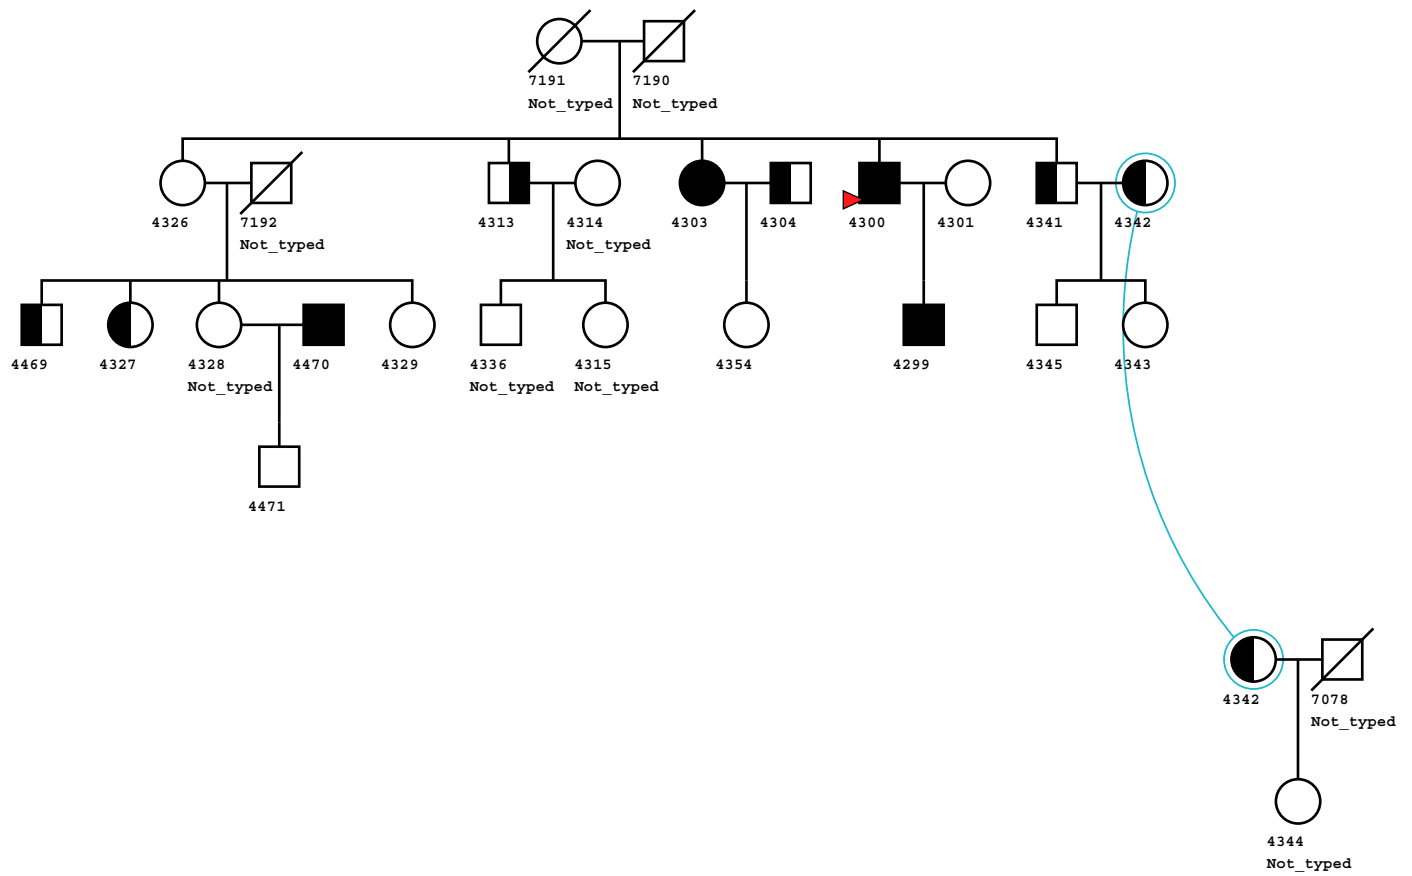 7191 7190
Not_typed Not_typed
4326 7192 4313 4314 4303 4304 4300 4301 4341 4342
Not_typed Not_typed
4469 4327 4328 4470 4329 4336 4315 4354 4299 4345 4343
Not_typed Not_typed Not_typed
4471
4342 7078
Not_typed
4344
Not_typed